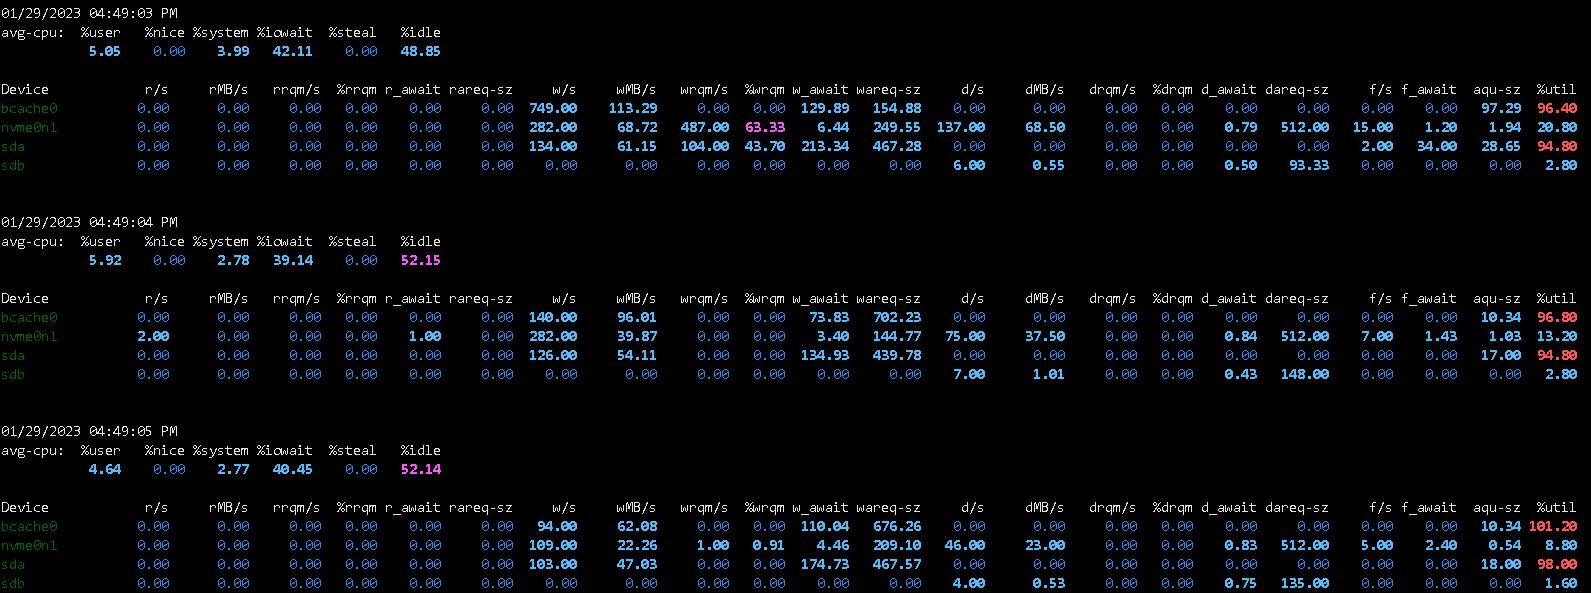 01/29/2023 04:49:03 PM
avg-cpu: %user %nice %system %iowait %steal %idle
5.05 0.00 3.99 42.11 0.00 48.85
Device r/s rMB/s rrqm/s %rrqm r_await rareq-sz w/s wMB/s wrqm/s %wrqm w_await wareq-sz d/s dMB/s drqm/s %drqm d_await dareq-sz f/s f_await aqu-sz %util
bcache0 0.00 0.00 0.00 0.00 0.00 0.00 749.00 113.29 0.00 0.00 129.89 154.88 0.00 0.00 0.00 0.00 0.00 0.00 0.00 0.00 97.29 96.40
nvme0n1 0.00 0.00 0.00 0.00 0.00 0.00 282.00 68.72 487.00 63.33 6.44 249.55 137.00 68.50 0.00 0.00 0.79 512.00 15.00 1.20 1.94 20.80
sda 0.00 0.00 0.00 0.00 0.00 0.00 134.00 61.15 104.00 43.70 213.34 467.28 0.00 0.00 0.00 0.00 0.00 0.00 2.00 34.00 28.65 94.80
sdb 0.00 0.00 0.00 0.00 0.00 0.00 0.00 0.00 0.00 0.00 0.00 0.00 6.00 0.55 0.00 0.00 0.50 93.33 0.00 0.00 0.00 2.80
01/29/2023 04:49:04 PM
avg-cpu: %user %nice %system %iowait %steal %idle
5.92 0.00 2.78 39.14 0.00 52.15
Device r/s rMB/s rrqm/s %rrqm r_await rareq-sz w/s wMB/s wrqm/s %wrqm w_await wareq-sz d/s dMB/s drqm/s %drqm d_await dareq-sz f/s f_await aqu-sz %util
bcache0 0.00 0.00 0.00 0.00 0.00 0.00 140.00 96.01 0.00 0.00 73.83 702.23 0.00 0.00 0.00 0.00 0.00 0.00 0.00 0.00 10.34 96.80
nvme0n1 2.00 0.00 0.00 0.00 1.00 0.00 282.00 39.87 0.00 0.00 3.40 144.77 75.00 37.50 0.00 0.00 0.84 512.00 7.00 1.43 1.03 13.20
sda 0.00 0.00 0.00 0.00 0.00 0.00 126.00 54.11 0.00 0.00 134.93 439.78 0.00 0.00 0.00 0.00 0.00 0.00 0.00 0.00 17.00 94.80
sdb 0.00 0.00 0.00 0.00 0.00 0.00 0.00 0.00 0.00 0.00 0.00 0.00 7.00 1.01 0.00 0.00 0.43 148.00 0.00 0.00 0.00 2.80
01/29/2023 04:49:05 PM
avg-cpu: %user %nice %system %iowait %steal %idle
4.64 0.00 2.77 40.45 0.00 52.14
Device r/s rMB/s rrqm/s %rrqm r_await rareq-sz w/s wMB/s wrqm/s %wrqm w_await wareq-sz d/s dMB/s drqm/s %drqm d_await dareq-sz f/s f_await aqu-sz %util
bcache0 0.00 0.00 0.00 0.00 0.00 0.00 94.00 62.08 0.00 0.00 110.04 676.26 0.00 0.00 0.00 0.00 0.00 0.00 0.00 0.00 10.34 101.20
nvme0n1 0.00 0.00 0.00 0.00 0.00 0.00 109.00 22.26 1.00 0.91 4.46 209.10 46.00 23.00 0.00 0.00 0.83 512.00 5.00 2.40 0.54 8.80
sda 0.00 0.00 0.00 0.00 0.00 0.00 103.00 47.03 0.00 0.00 174.73 467.57 0.00 0.00 0.00 0.00 0.00 0.00 0.00 0.00 18.00 98.00
sdb 0.00 0.00 0.00 0.00 0.00 0.00 0.00 0.00 0.00 0.00 0.00 0.00 4.00 0.53 0.00 0.00 0.75 135.00 0.00 0.00 0.00 1.60